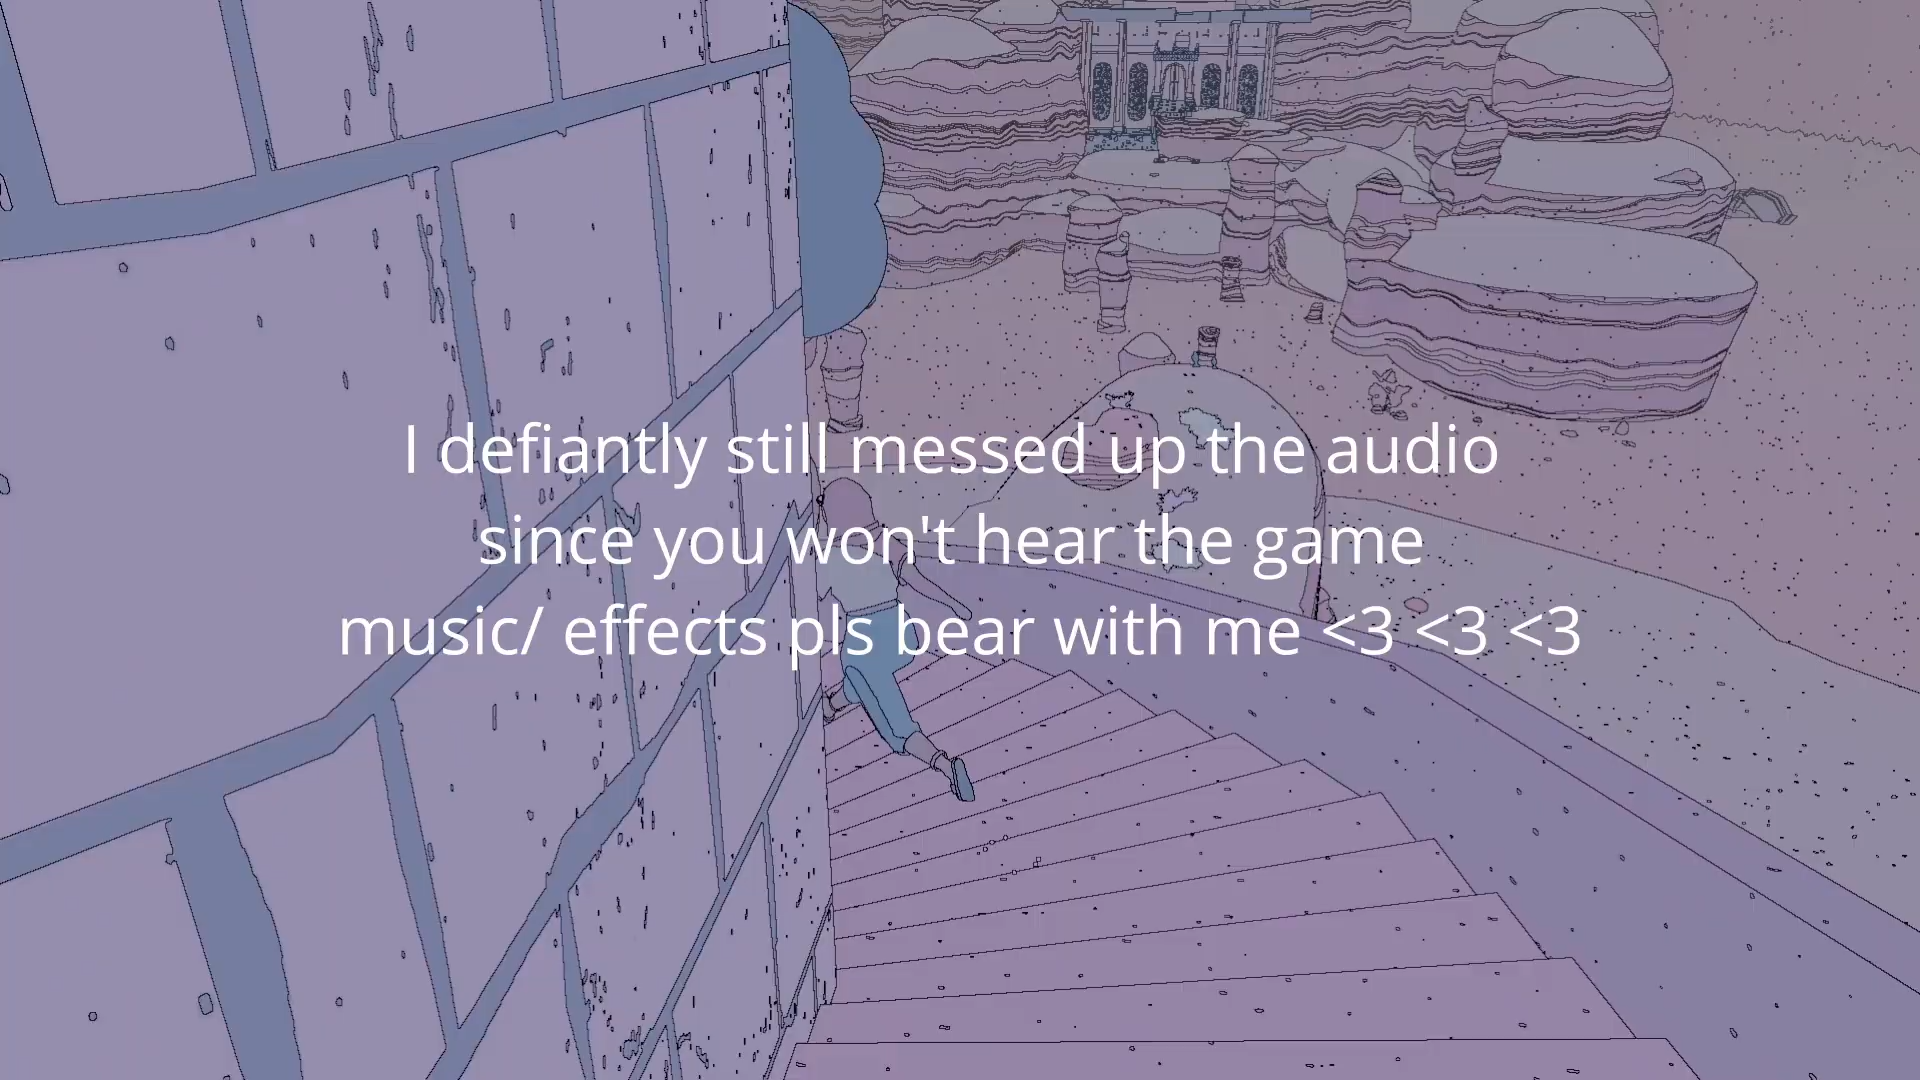 I defiantly still messed up the audio
since you won't hear the game
music/ effects pls bear with me <3 <3 <3